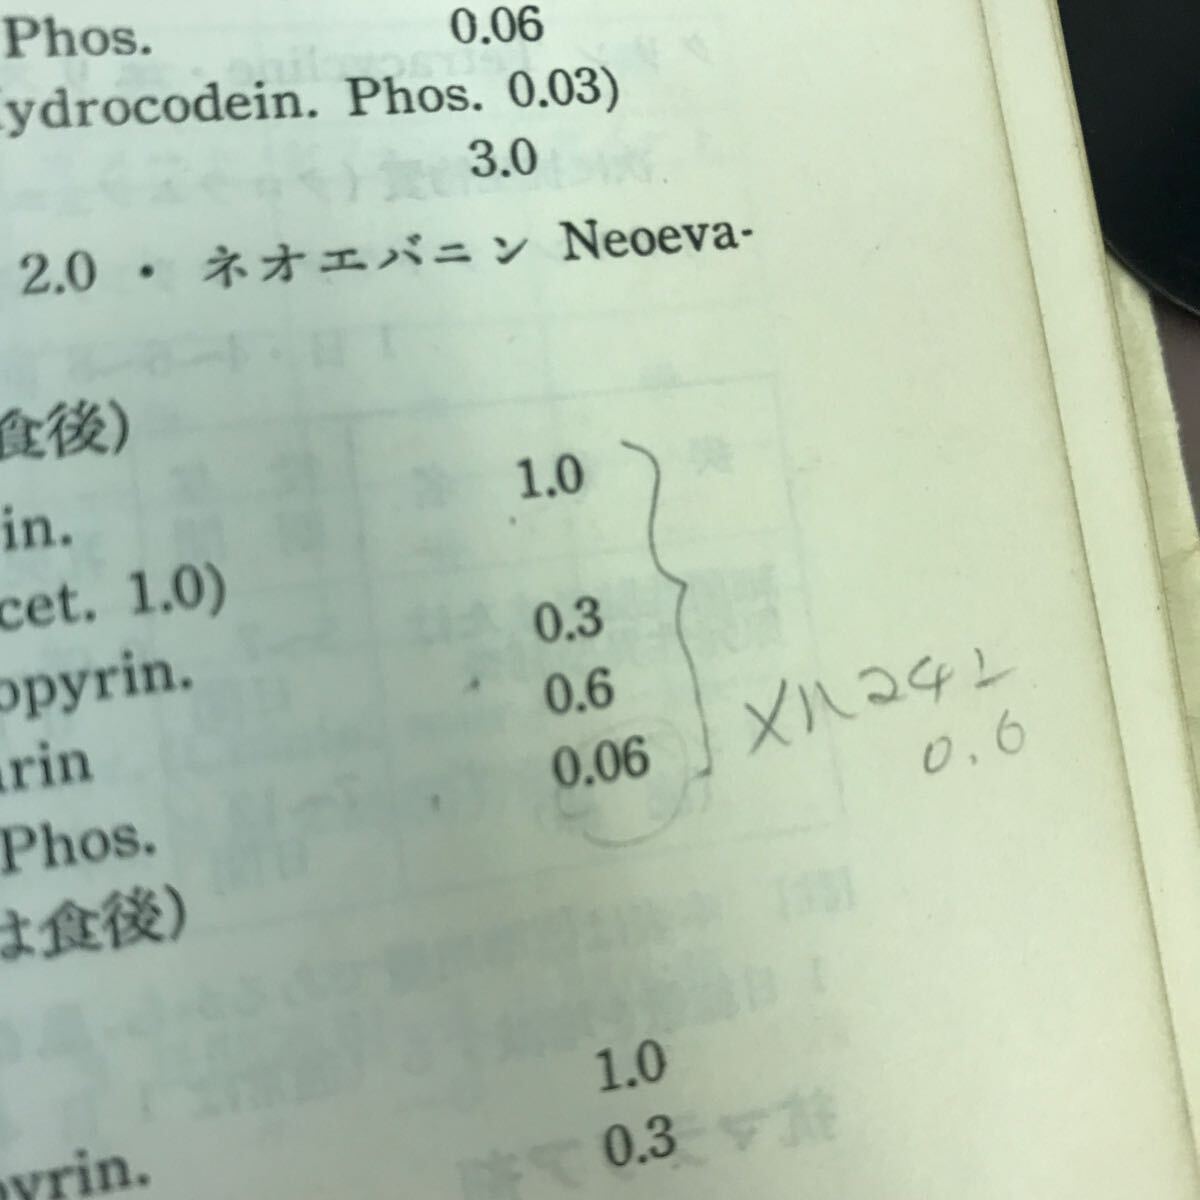 Phos. 0.06
ydrocodein. Phos. 0.03)
3.0
2.0 ・ ネオエバニン Neoeva-
食後)
in. 1.0
cet. 1.0)
opyrin. 0.3
rin 0.6
Phos. 0.06
は食後)
0.6
1.0
yrin. 0.3